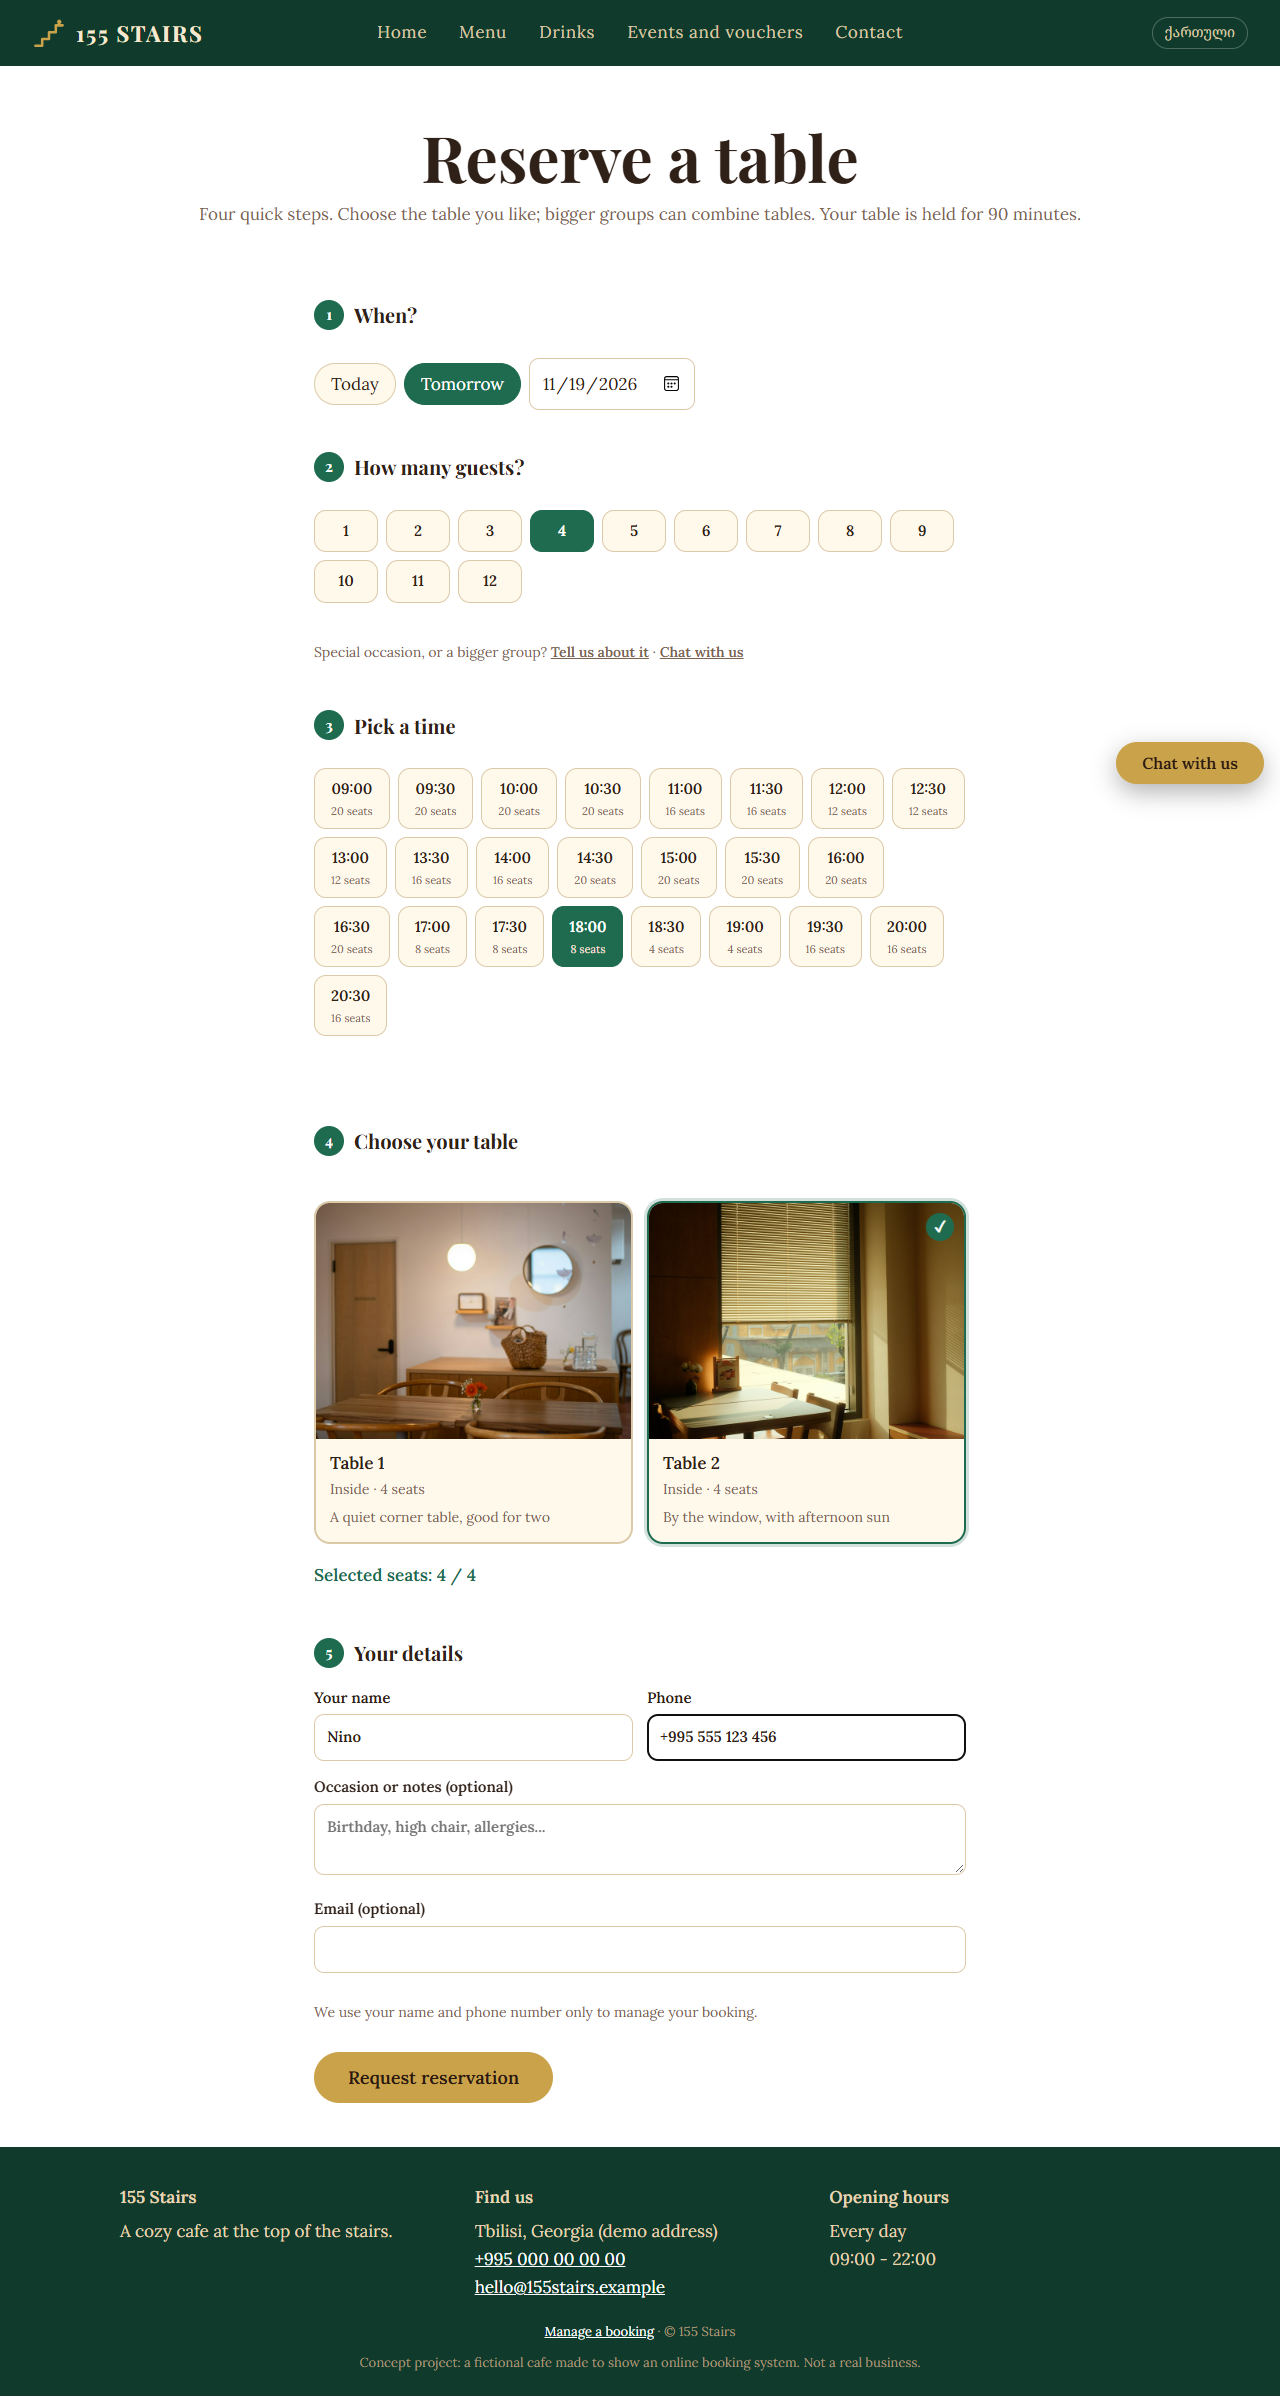 155 STAIRS
Home Menu Drinks Events and vouchers Contact
ქართული
Reserve a table
Four quick steps. Choose the table you like; bigger groups can combine tables. Your table is held for 90 minutes.
1 When?
Today Tomorrow 11/19/2026
2 How many guests?
1 2 3 4 5 6 7 8 9
10 11 12
Special occasion, or a bigger group? Tell us about it · Chat with us
3 Pick a time
Chat with us
09:00 09:30 10:00 10:30 11:00 11:30 12:00 12:30
20 seats 20 seats 20 seats 20 seats 16 seats 16 seats 12 seats 12 seats
13:00 13:30 14:00 14:30 15:00 15:30 16:00
12 seats 16 seats 16 seats 20 seats 20 seats 20 seats 20 seats
16:30 17:00 17:30 18:00 18:30 19:00 19:30 20:00
20 seats 8 seats 8 seats 8 seats 4 seats 4 seats 16 seats 16 seats
20:30
16 seats
4 Choose your table
Table 1
Inside · 4 seats
A quiet corner table, good for two
Table 2
Inside · 4 seats
By the window, with afternoon sun
Selected seats: 4 / 4
5 Your details
Your name
Nino
Phone
+995 555 123 456
Occasion or notes (optional)
Birthday, high chair, allergies...
Email (optional)
We use your name and phone number only to manage your booking.
Request reservation
155 Stairs
A cozy cafe at the top of the stairs.
Find us
Tbilisi, Georgia (demo address)
+995 000 00 00 00
hello@155stairs.example
Opening hours
Every day
09:00 - 22:00
Manage a booking · © 155 Stairs
Concept project: a fictional cafe made to show an online booking system. Not a real business.